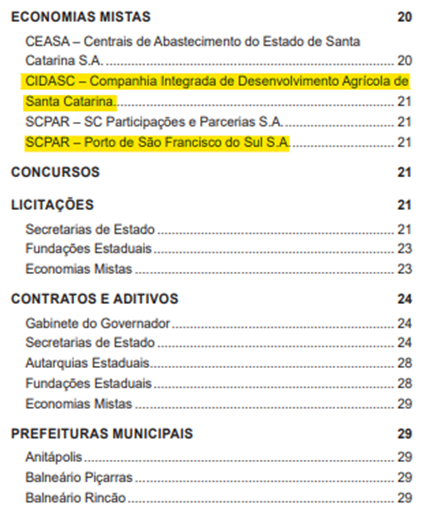 ECONOMIAS MISTAS 20
CEASA – Centrais de Abastecimento do Estado de Santa
Catarina S.A. 20
CIDASC – Companhia Integrada de Desenvolvimento Agrícola de
Santa Catarina. 21
SCPAR – SC Participações e Parcerias S.A. 21
SCPAR – Porto de São Francisco do Sul S.A. 21
CONCURSOS 21
LICITAÇÕES 21
Secretarias de Estado 21
Fundações Estaduais 23
Economias Mistas 23
CONTRATOS E ADITIVOS 24
Gabinete do Governador 24
Secretarias de Estado 24
Autarquias Estaduais 28
Fundações Estaduais 28
Economias Mistas 29
PREFEITURAS MUNICIPAIS 29
Anitápolis 29
Balneário Piçarras 29
Balneário Rincão 29